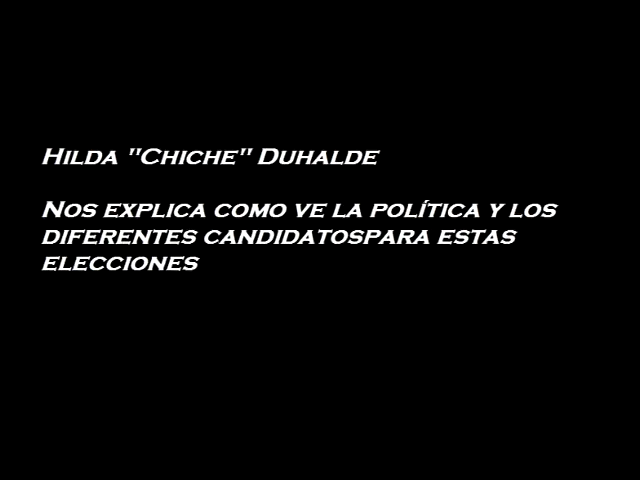 Hilda "Chiche" Duhalde
Nos explica como ve la política y los
diferentes candidatospara estas
elecciones